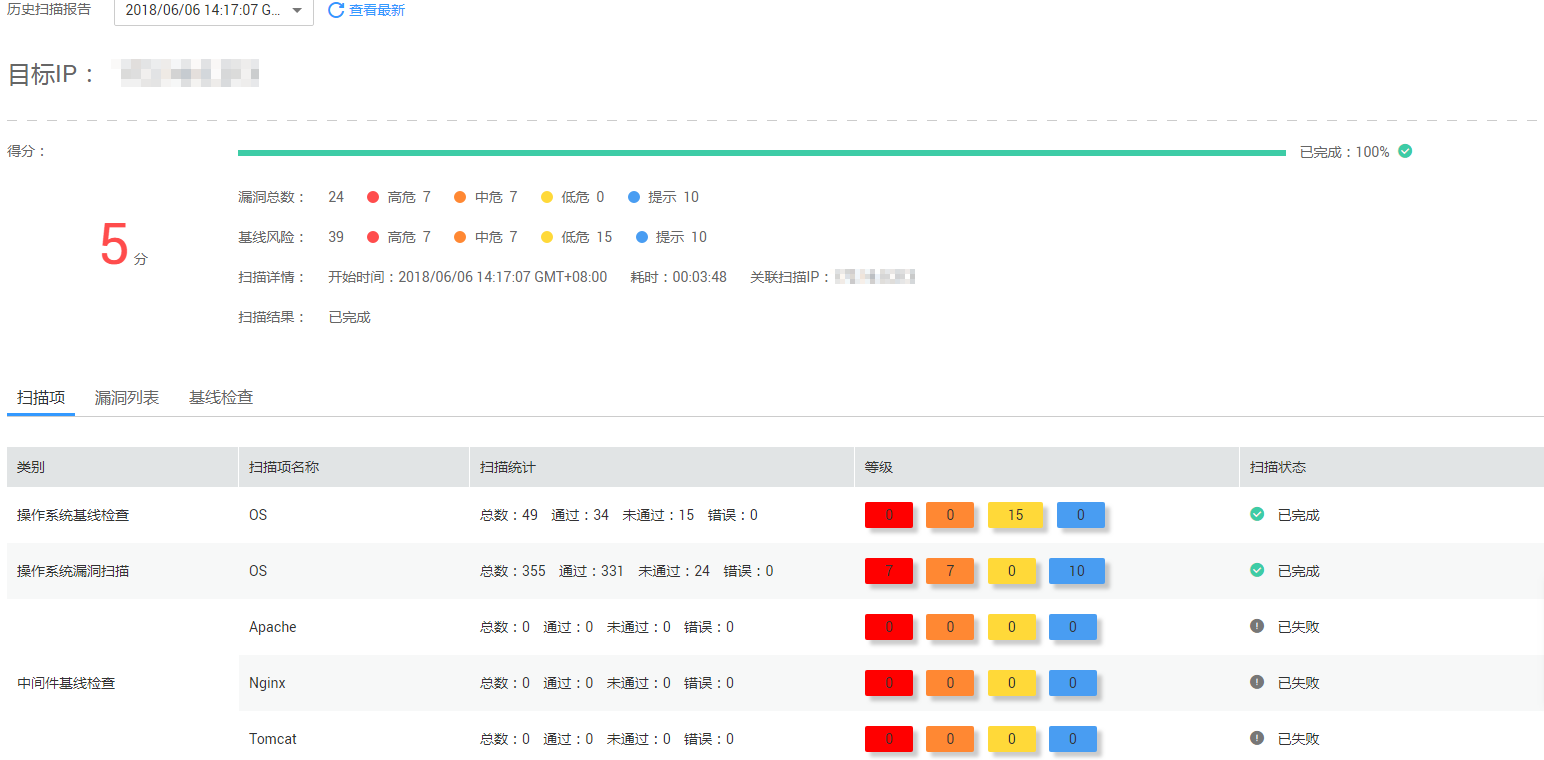 历史扫描报告 2018/06/06 14:17:07 G... 查看最新
目标IP：
得分： 已完成：100%
漏洞总数： 24 高危 7 中危 7 低危 0 提示 10
基线风险： 39 高危 7 中危 7 低危 15 提示 10
5 分
扫描详情： 开始时间：2018/06/06 14:17:07 GMT+08:00 耗时：00:03:48 关联扫描IP：
扫描结果： 已完成
扫描项 漏洞列表 基线检查
类别 扫描项名称 扫描统计 等级 扫描状态
操作系统基线检查 OS 总数：49 通过：34 未通过：15 错误：0 0 0 15 0 已完成
操作系统漏洞扫描 OS 总数：355 通过：331 未通过：24 错误：0 7 7 0 10 已完成
Apache 总数：0 通过：0 未通过：0 错误：0 0 0 0 0 已失败
中间件基线检查 Nginx 总数：0 通过：0 未通过：0 错误：0 0 0 0 0 已失败
Tomcat 总数：0 通过：0 未通过：0 错误：0 0 0 0 0 已失败